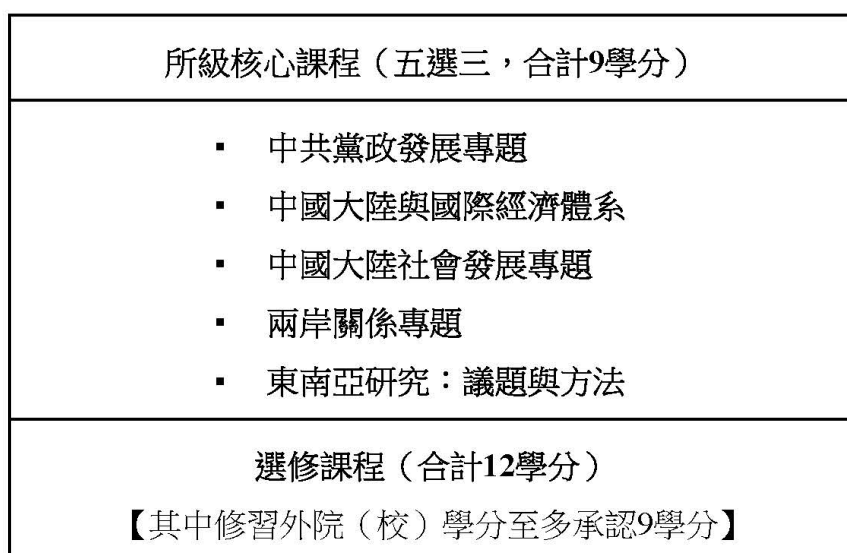 所級核心課程（五選三，合計9學分）
▪ 中共黨政發展專題
▪ 中國大陸與國際經濟體系
▪ 中國大陸社會發展專題
▪ 兩岸關係專題
▪ 東南亞研究：議題與方法
選修課程（合計12學分）
【其中修習外院（校）學分至多承認9學分】